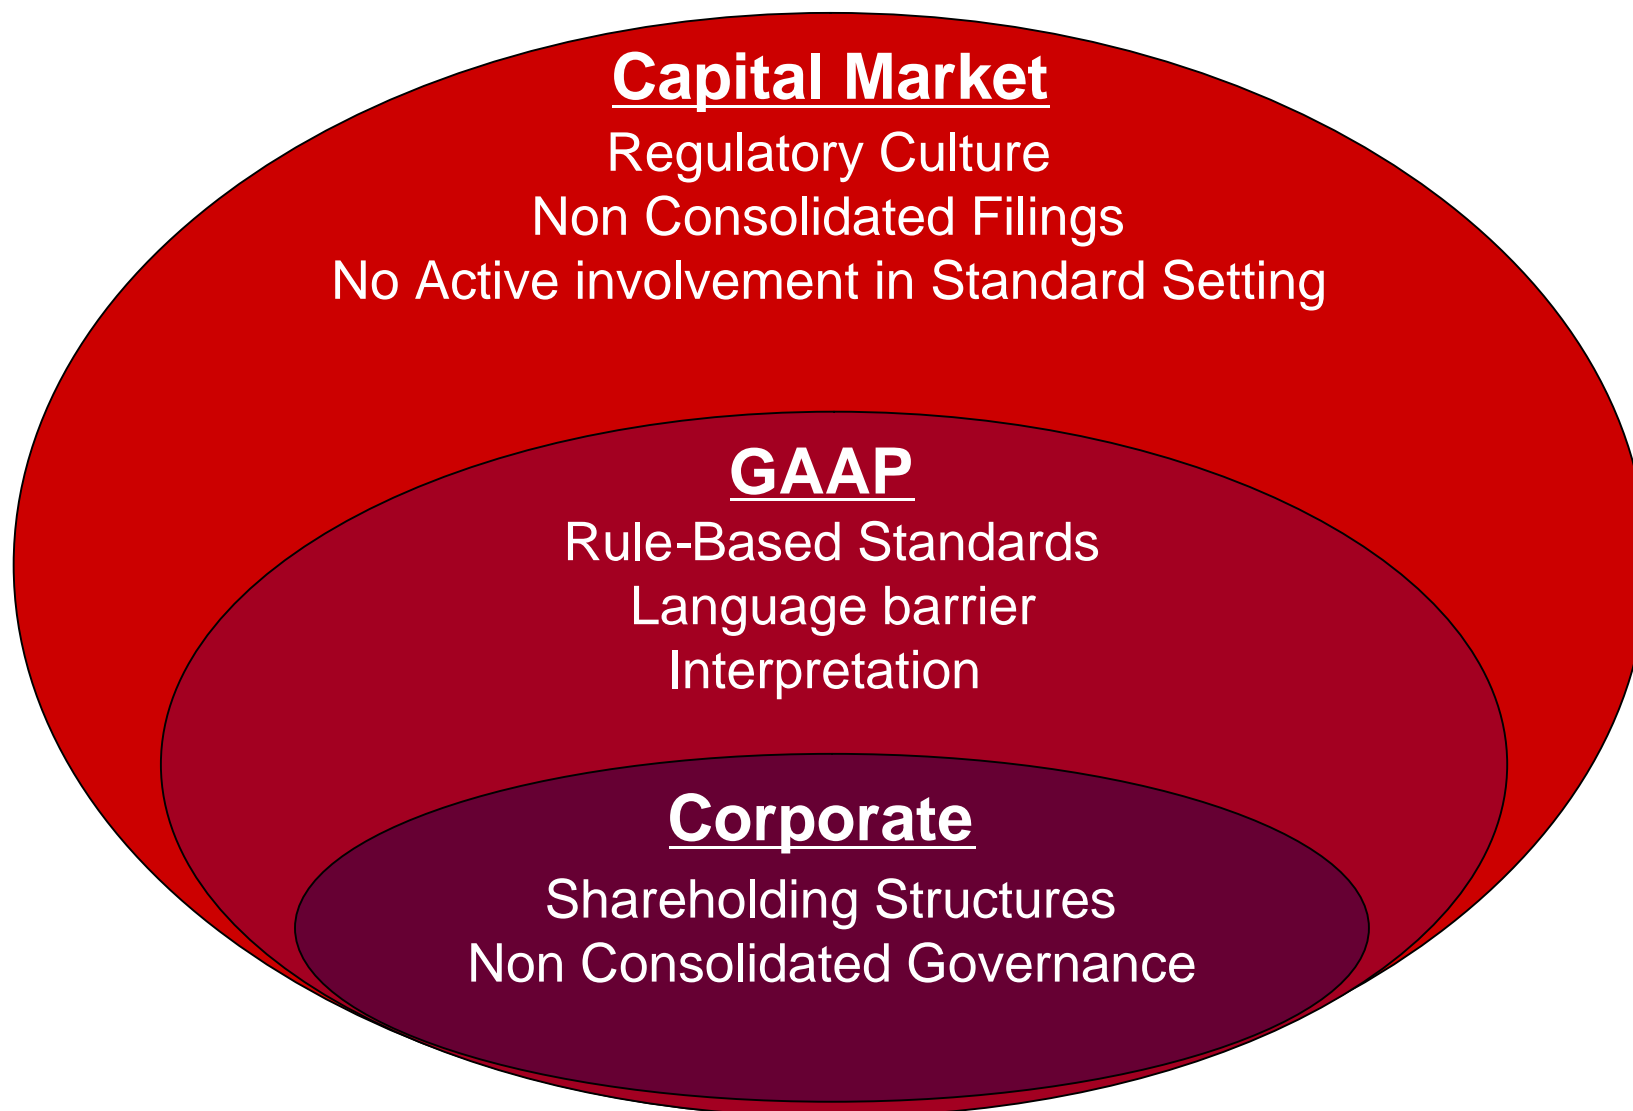 Capital Market
Regulatory Culture
Non Consolidated Filings
No Active involvement in Standard Setting
GAAP
Rule-Based Standards
Language barrier
Interpretation
Corporate
Shareholding Structures
Non Consolidated Governance